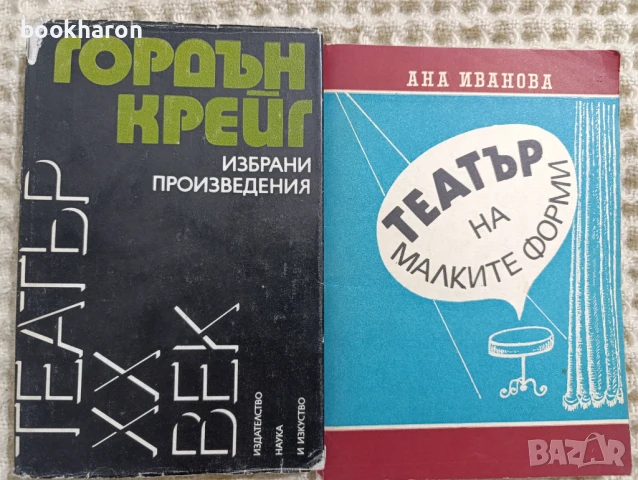 bookharon
ГОРДЪН
КРЕЙГ
ИЗБРАНИ
ПРОИЗВЕДЕНИЯ
ТЕАТЪР
XX
ВЕК
ИЗДАТЕЛСТВО
НАУКА
И ИЗКУСТВО
АНА ИВАНОВА
ТЕАТЪР
НА
МАЛКИТЕ ФОРМИ
BAZAR